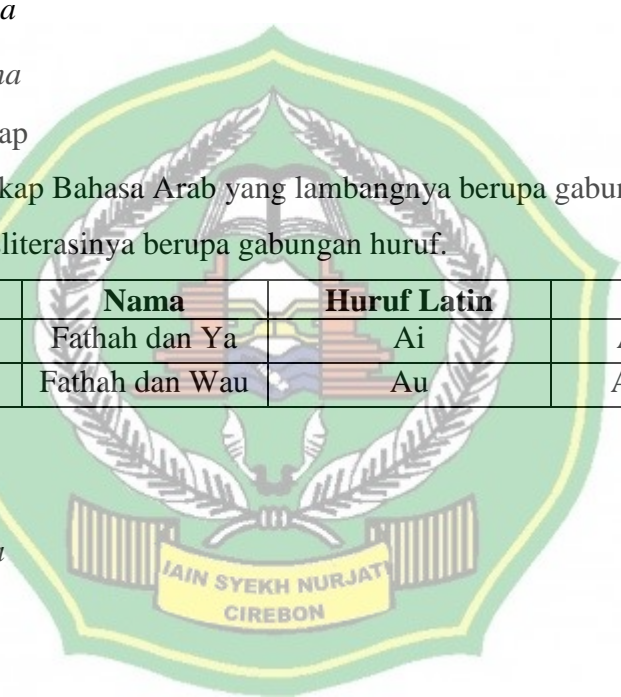 a
na
ap
kap Bahasa Arab yang lambangnya berupa gabun
literasinya berupa gabungan huruf.
Nama Huruf Latin
Fathah dan Ya Ai A
Fathah dan Wau Au A
a
IAIN SYEKH NURJATI
CIREBON